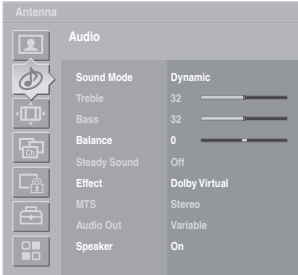 Antenna
Audio
Sound Mode Dynamic
Treble 32
Bass 32
Balance 0
Ch
Steady Sound Off
Effect Dolby Virtual
MTS Stereo
Audio Out Variable
Speaker On